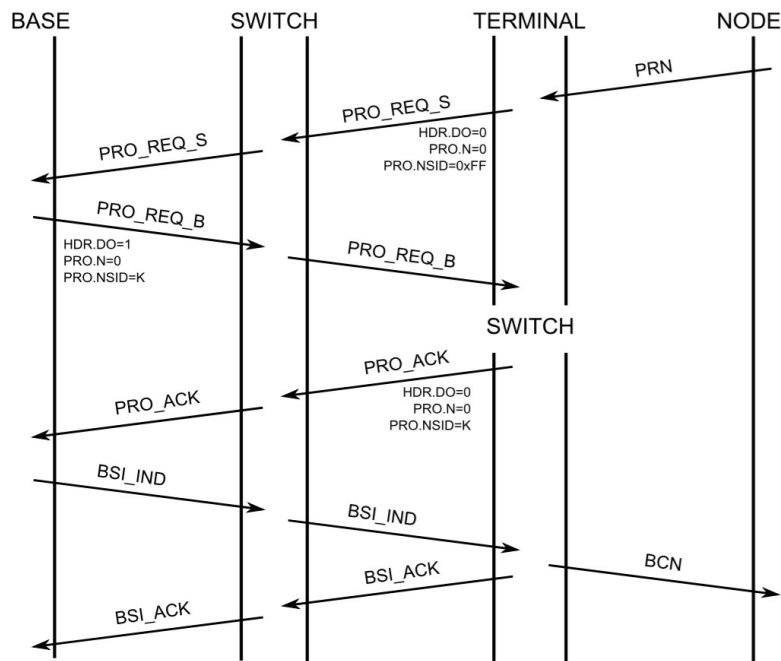 BASE
SWITCH
TERMINAL
NODE
PRN
PRO_REQ_S
HDR.DO=0
PRO.N=0
PRO.NSID=0xFF
PRO_REQ_S
PRO_REQ_B
HDR.DO=1
PRO.N=0
PRO.NSID=K
PRO_REQ_B
SWITCH
PRO_ACK
HDR.DO=0
PRO.N=0
PRO.NSID=K
PRO_ACK
BSI_IND
BSI_IND
BCN
BSI_ACK
BSI_ACK